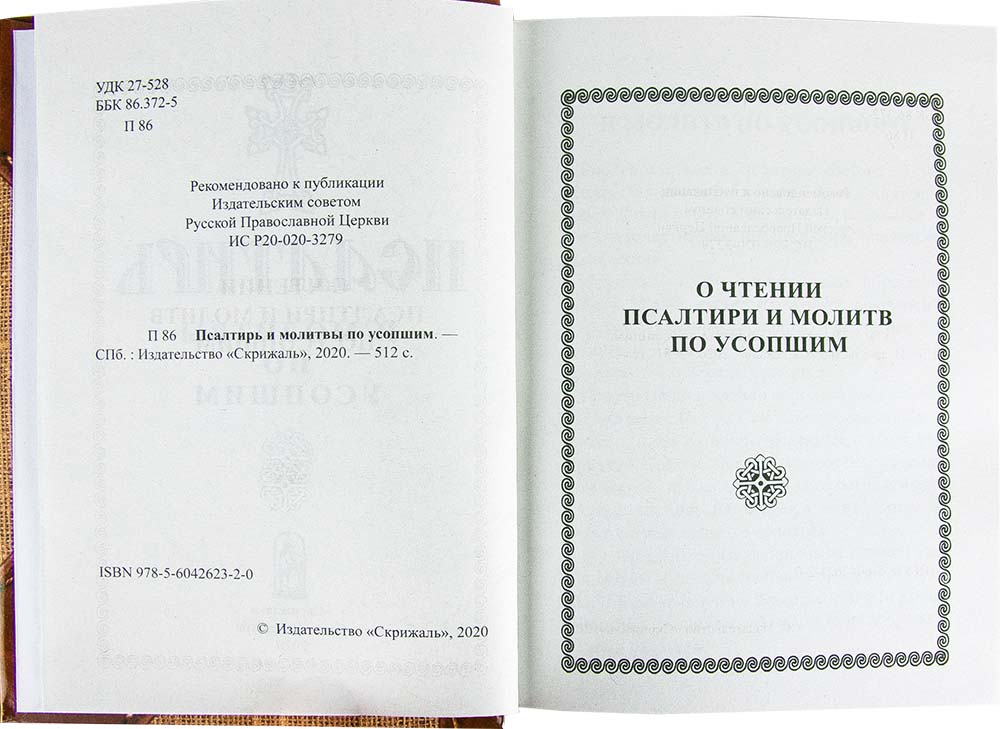 УДК 27-528
ББК 86.372-5
П 86
Рекомендовано к публикации
Издательским советом
Русской Православной Церкви
ИС Р20-020-3279
П 86 Псалтирь и молитвы по усопшим. —
СПб. : Издательство «Скрижаль», 2020. — 512 с.
ISBN 978-5-6042623-2-0
© Издательство «Скрижаль», 2020
О ЧТЕНИИ
ПСАЛТИРИ И МОЛИТВ
ПО УСОПШИМ